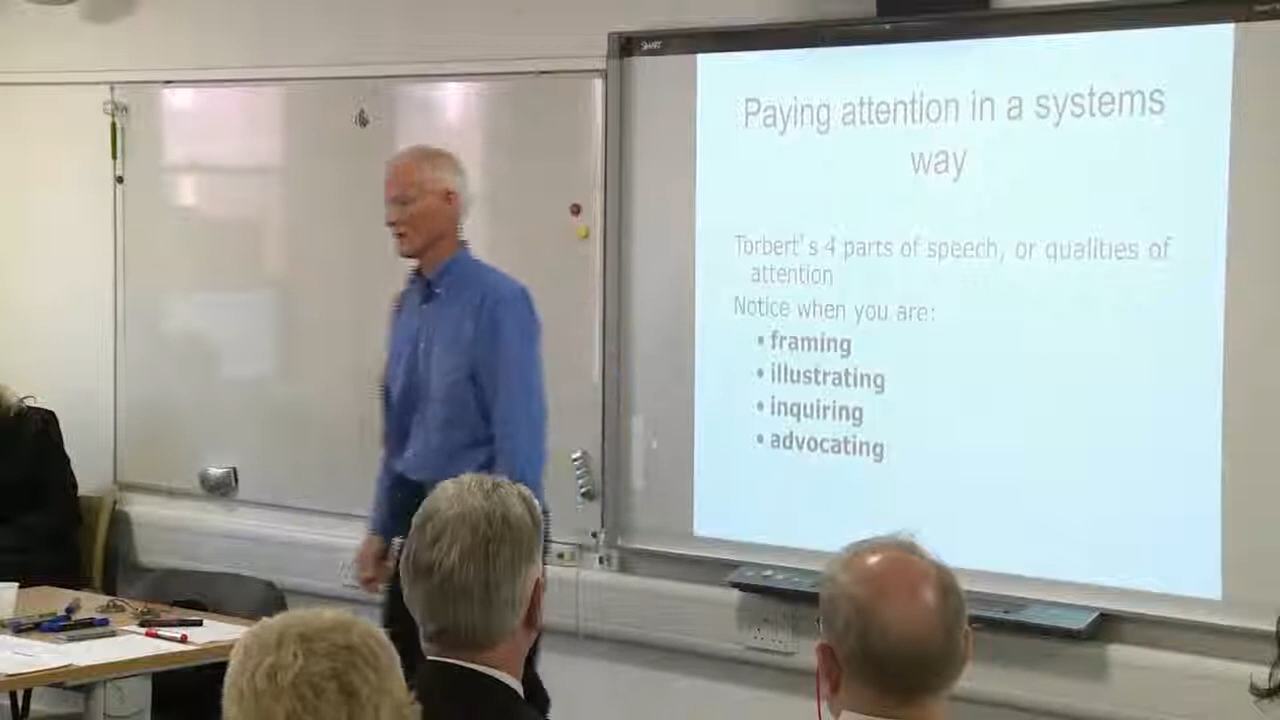 SMART
Paying attention in a systems
way
Torbert's 4 parts of speech, or qualities of
attention
Notice when you are:
• framing
• illustrating
• inquiring
• advocating